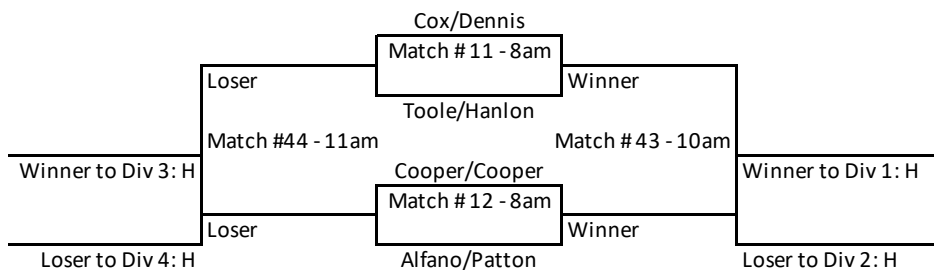 Cox/Dennis
Match # 11 - 8am
Loser
Winner
Toole/Hanlon
Match #44 - 11am
Match # 43 - 10am
Winner to Div 3: H
Cooper/Cooper
Winner to Div 1: H
Match # 12 - 8am
Loser
Winner
Loser to Div 4: H
Alfano/Patton
Loser to Div 2: H